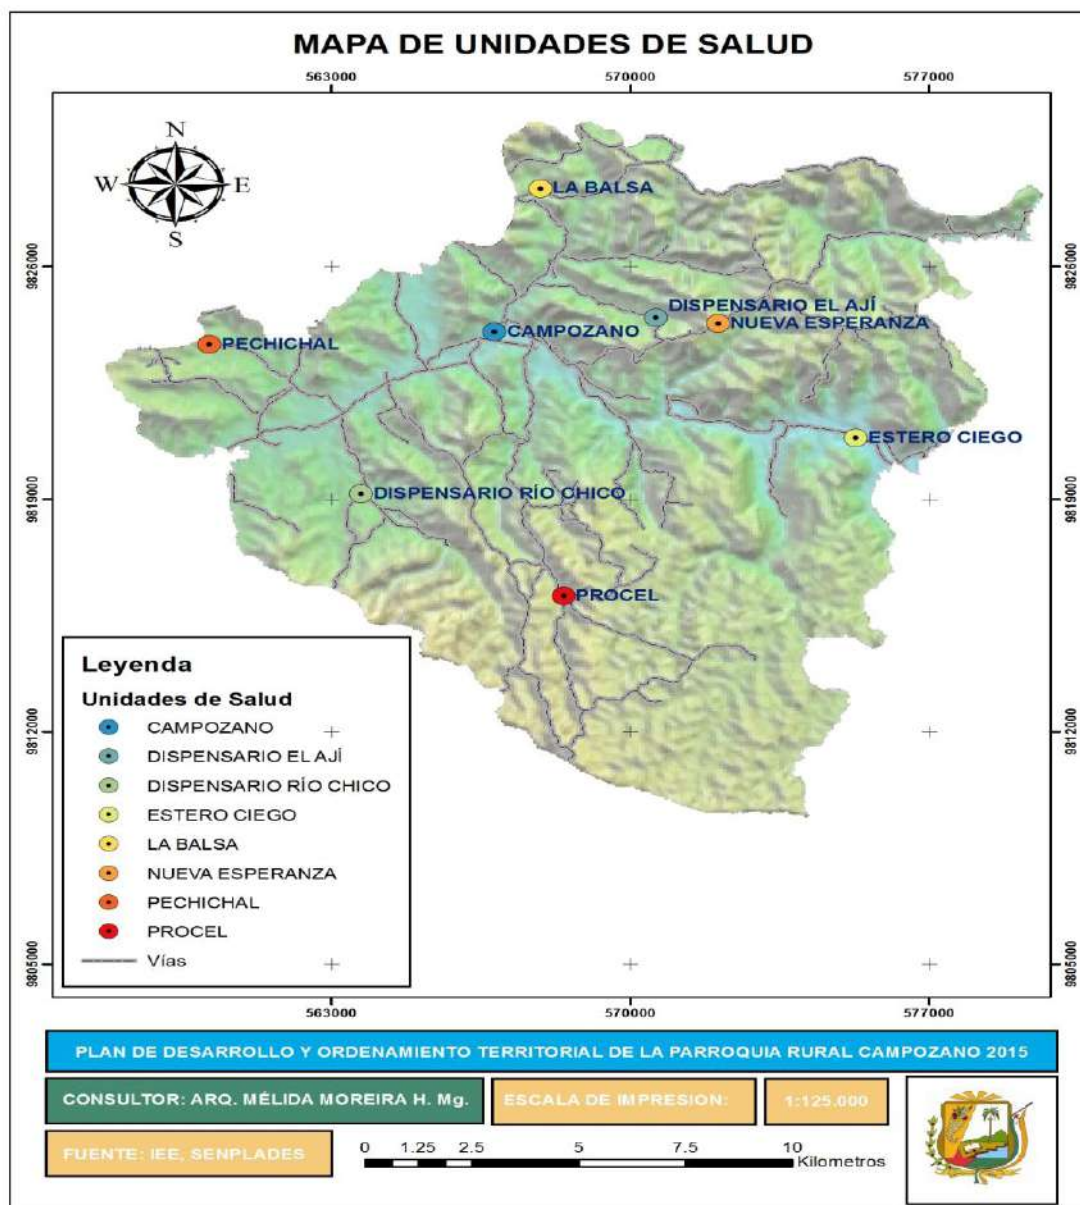 MAPA DE UNIDADES DE SALUD
563000 570000 577000
N
W E
S
LA BALSA
9826000 9826000
DISPENSARIO EL AJÍ
NUEVA ESPERANZA
CAMPOZANO
PECHICHAL
ESTERO CIEGO
DISPENSARIO RÍO CHICO
9819000 9819000
PROCEL
Leyenda
Unidades de Salud
CAMPOZANO
DISPENSARIO EL AJÍ
DISPENSARIO RÍO CHICO
ESTERO CIEGO
LA BALSA
NUEVA ESPERANZA
PECHICHAL
PROCEL
Vías
9812000 9812000
9805000 9805000
563000 570000 577000
PLAN DE DESARROLLO Y ORDENAMIENTO TERRITORIAL DE LA PARROQUIA RURAL CAMPOZANO 2015
CONSULTOR: ARQ. MÉLIDA MOREIRA H. Mg.
ESCALA DE IMPRESION:
1:125.000
FUENTE: IEE, SENPLADES
0 1.25 2.5 5 7.5 10
Kilometros